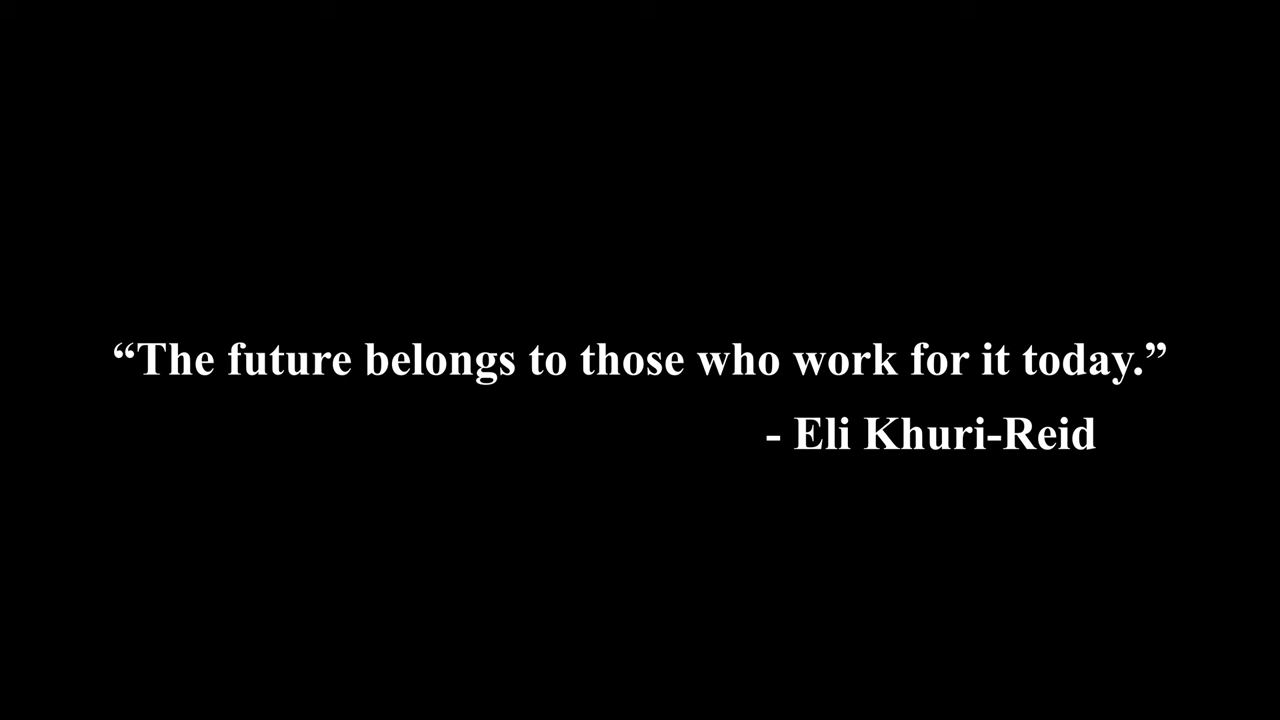 “The future belongs to those who work for it today.”
- Eli Khuri-Reid